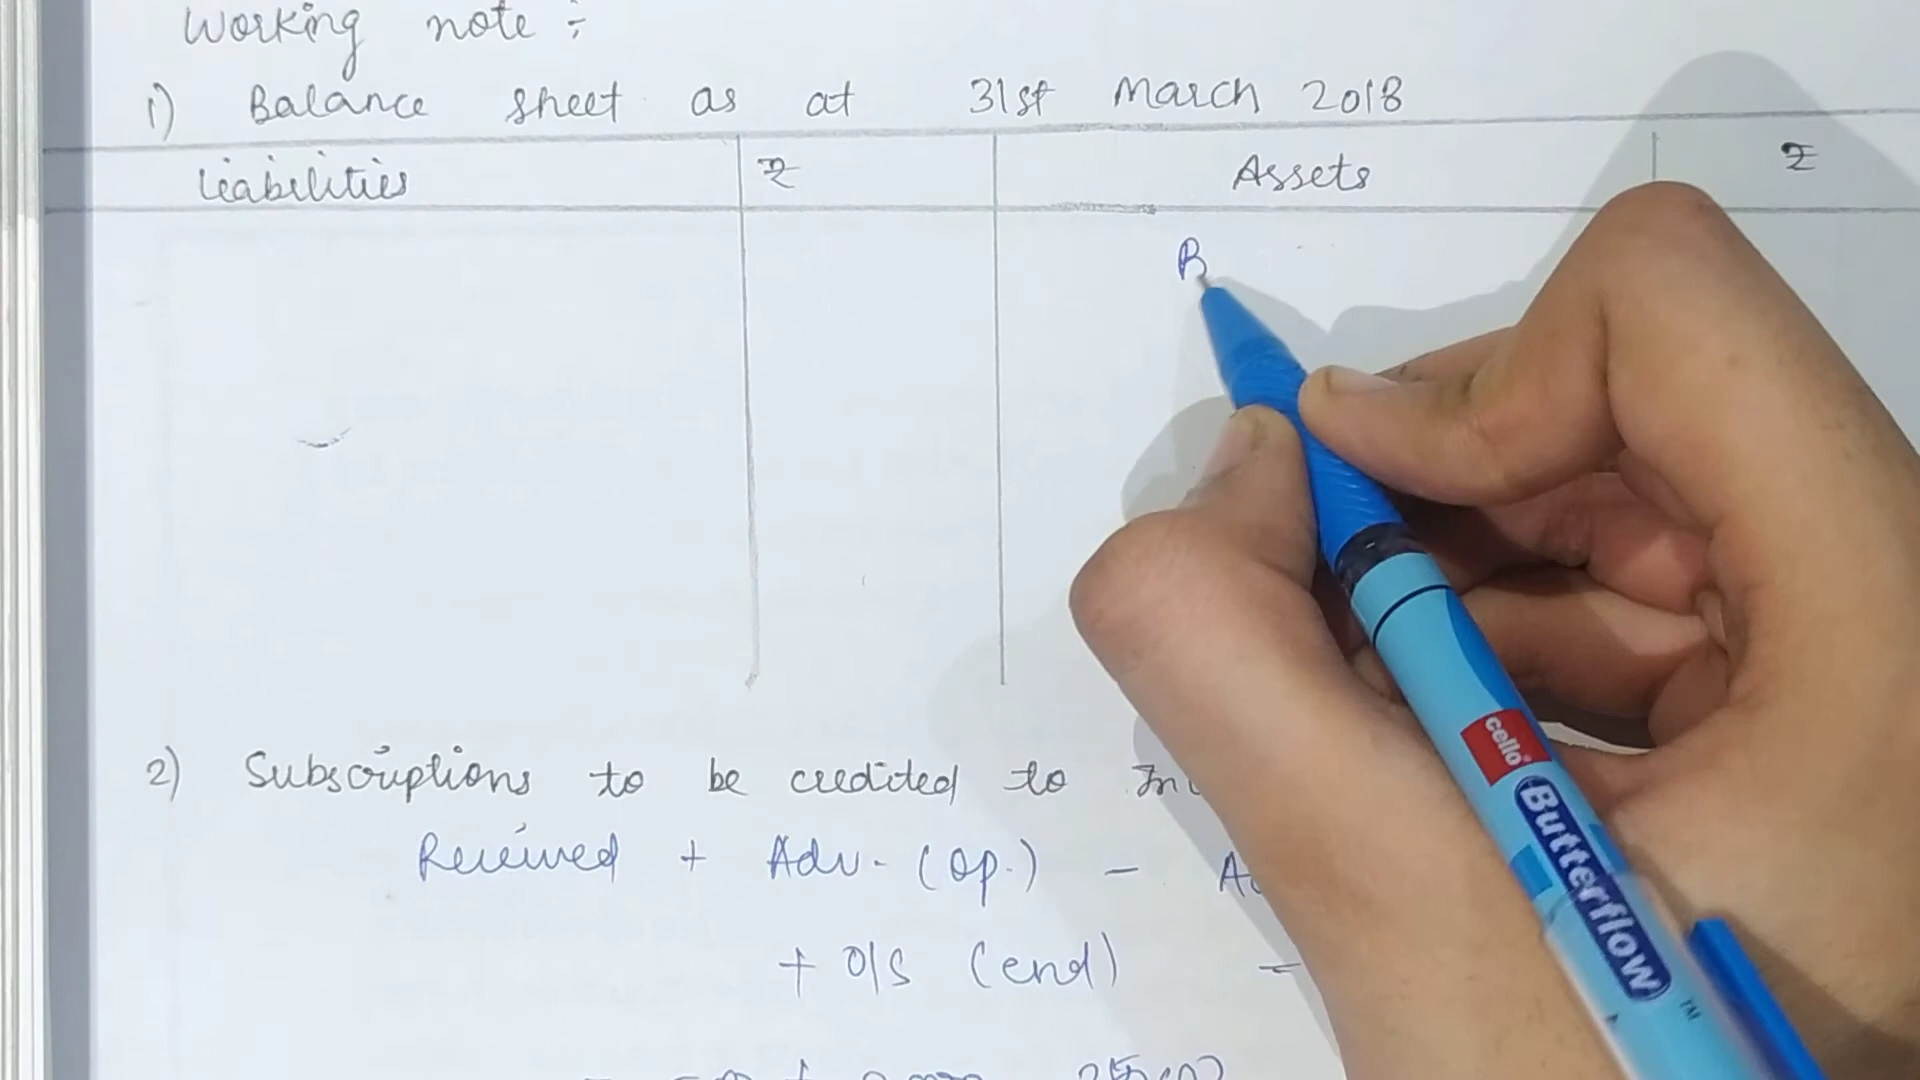 Working note :
1) Balance sheet as at 31st March 2018
Liabilities ₹ Assets ₹
B
2) Subscriptions to be credited to
Received + Adv. (op.) -
+ O/S (end) -
cello
Butterflow™